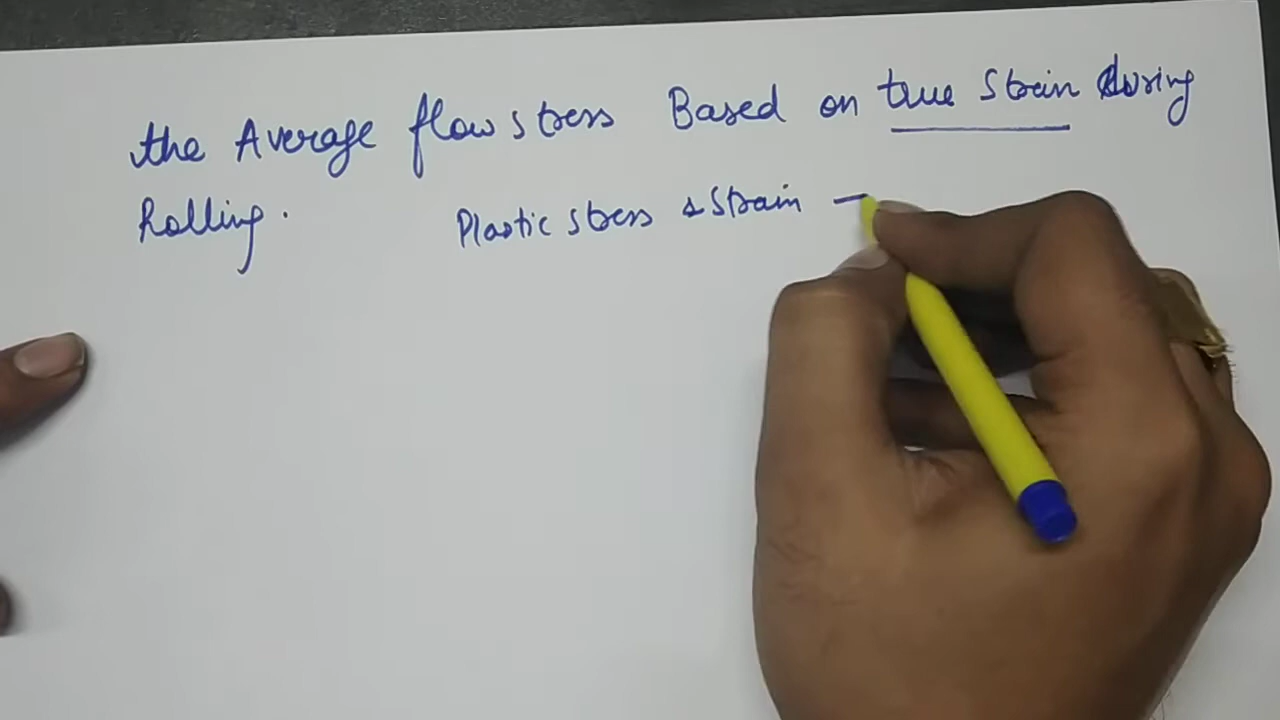 the Average flow stress Based on true Strain during
Rolling. Plastic stress & Strain —